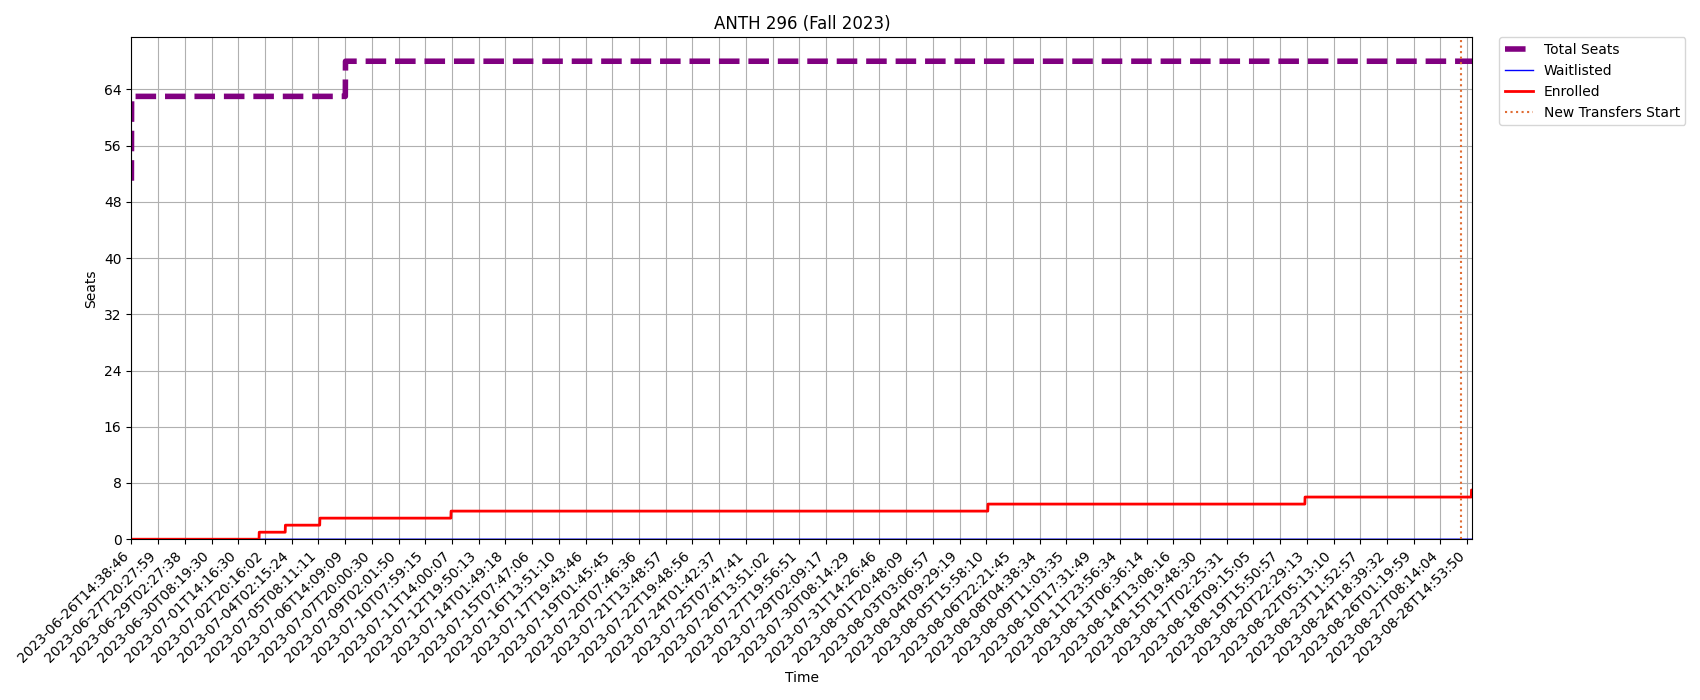 ANTH 296 (Fall 2023)
Total Seats
Waitlisted
Enrolled
New Transfers Start
Seats
64
56
48
40
32
24
16
8
0
2023-06-26T14:38:46
2023-06-27T20:27:59
2023-06-29T02:27:38
2023-06-30T08:19:30
2023-07-01T14:16:30
2023-07-02T20:16:02
2023-07-04T02:15:24
2023-07-05T08:11:11
2023-07-06T14:09:09
2023-07-07T20:00:30
2023-07-09T02:01:50
2023-07-10T07:59:15
2023-07-11T14:00:07
2023-07-12T19:50:13
2023-07-14T01:49:18
2023-07-15T07:47:06
2023-07-16T13:51:10
2023-07-17T19:43:46
2023-07-19T01:45:45
2023-07-20T07:46:36
2023-07-21T13:48:57
2023-07-22T19:48:56
2023-07-24T01:42:37
2023-07-25T07:47:41
2023-07-26T13:51:02
2023-07-27T19:56:51
2023-07-29T02:09:17
2023-07-30T08:14:29
2023-07-31T14:26:46
2023-08-01T20:48:09
2023-08-03T03:06:57
2023-08-04T09:29:19
2023-08-05T15:58:10
2023-08-06T22:21:45
2023-08-08T04:38:34
2023-08-09T11:03:35
2023-08-10T17:31:49
2023-08-11T23:56:34
2023-08-13T06:36:14
2023-08-14T13:08:16
2023-08-15T19:48:30
2023-08-17T02:25:31
2023-08-18T09:15:05
2023-08-19T15:50:57
2023-08-20T22:29:13
2023-08-22T05:13:10
2023-08-23T11:52:57
2023-08-24T18:39:32
2023-08-26T01:19:59
2023-08-27T08:14:04
2023-08-28T14:53:50
Time